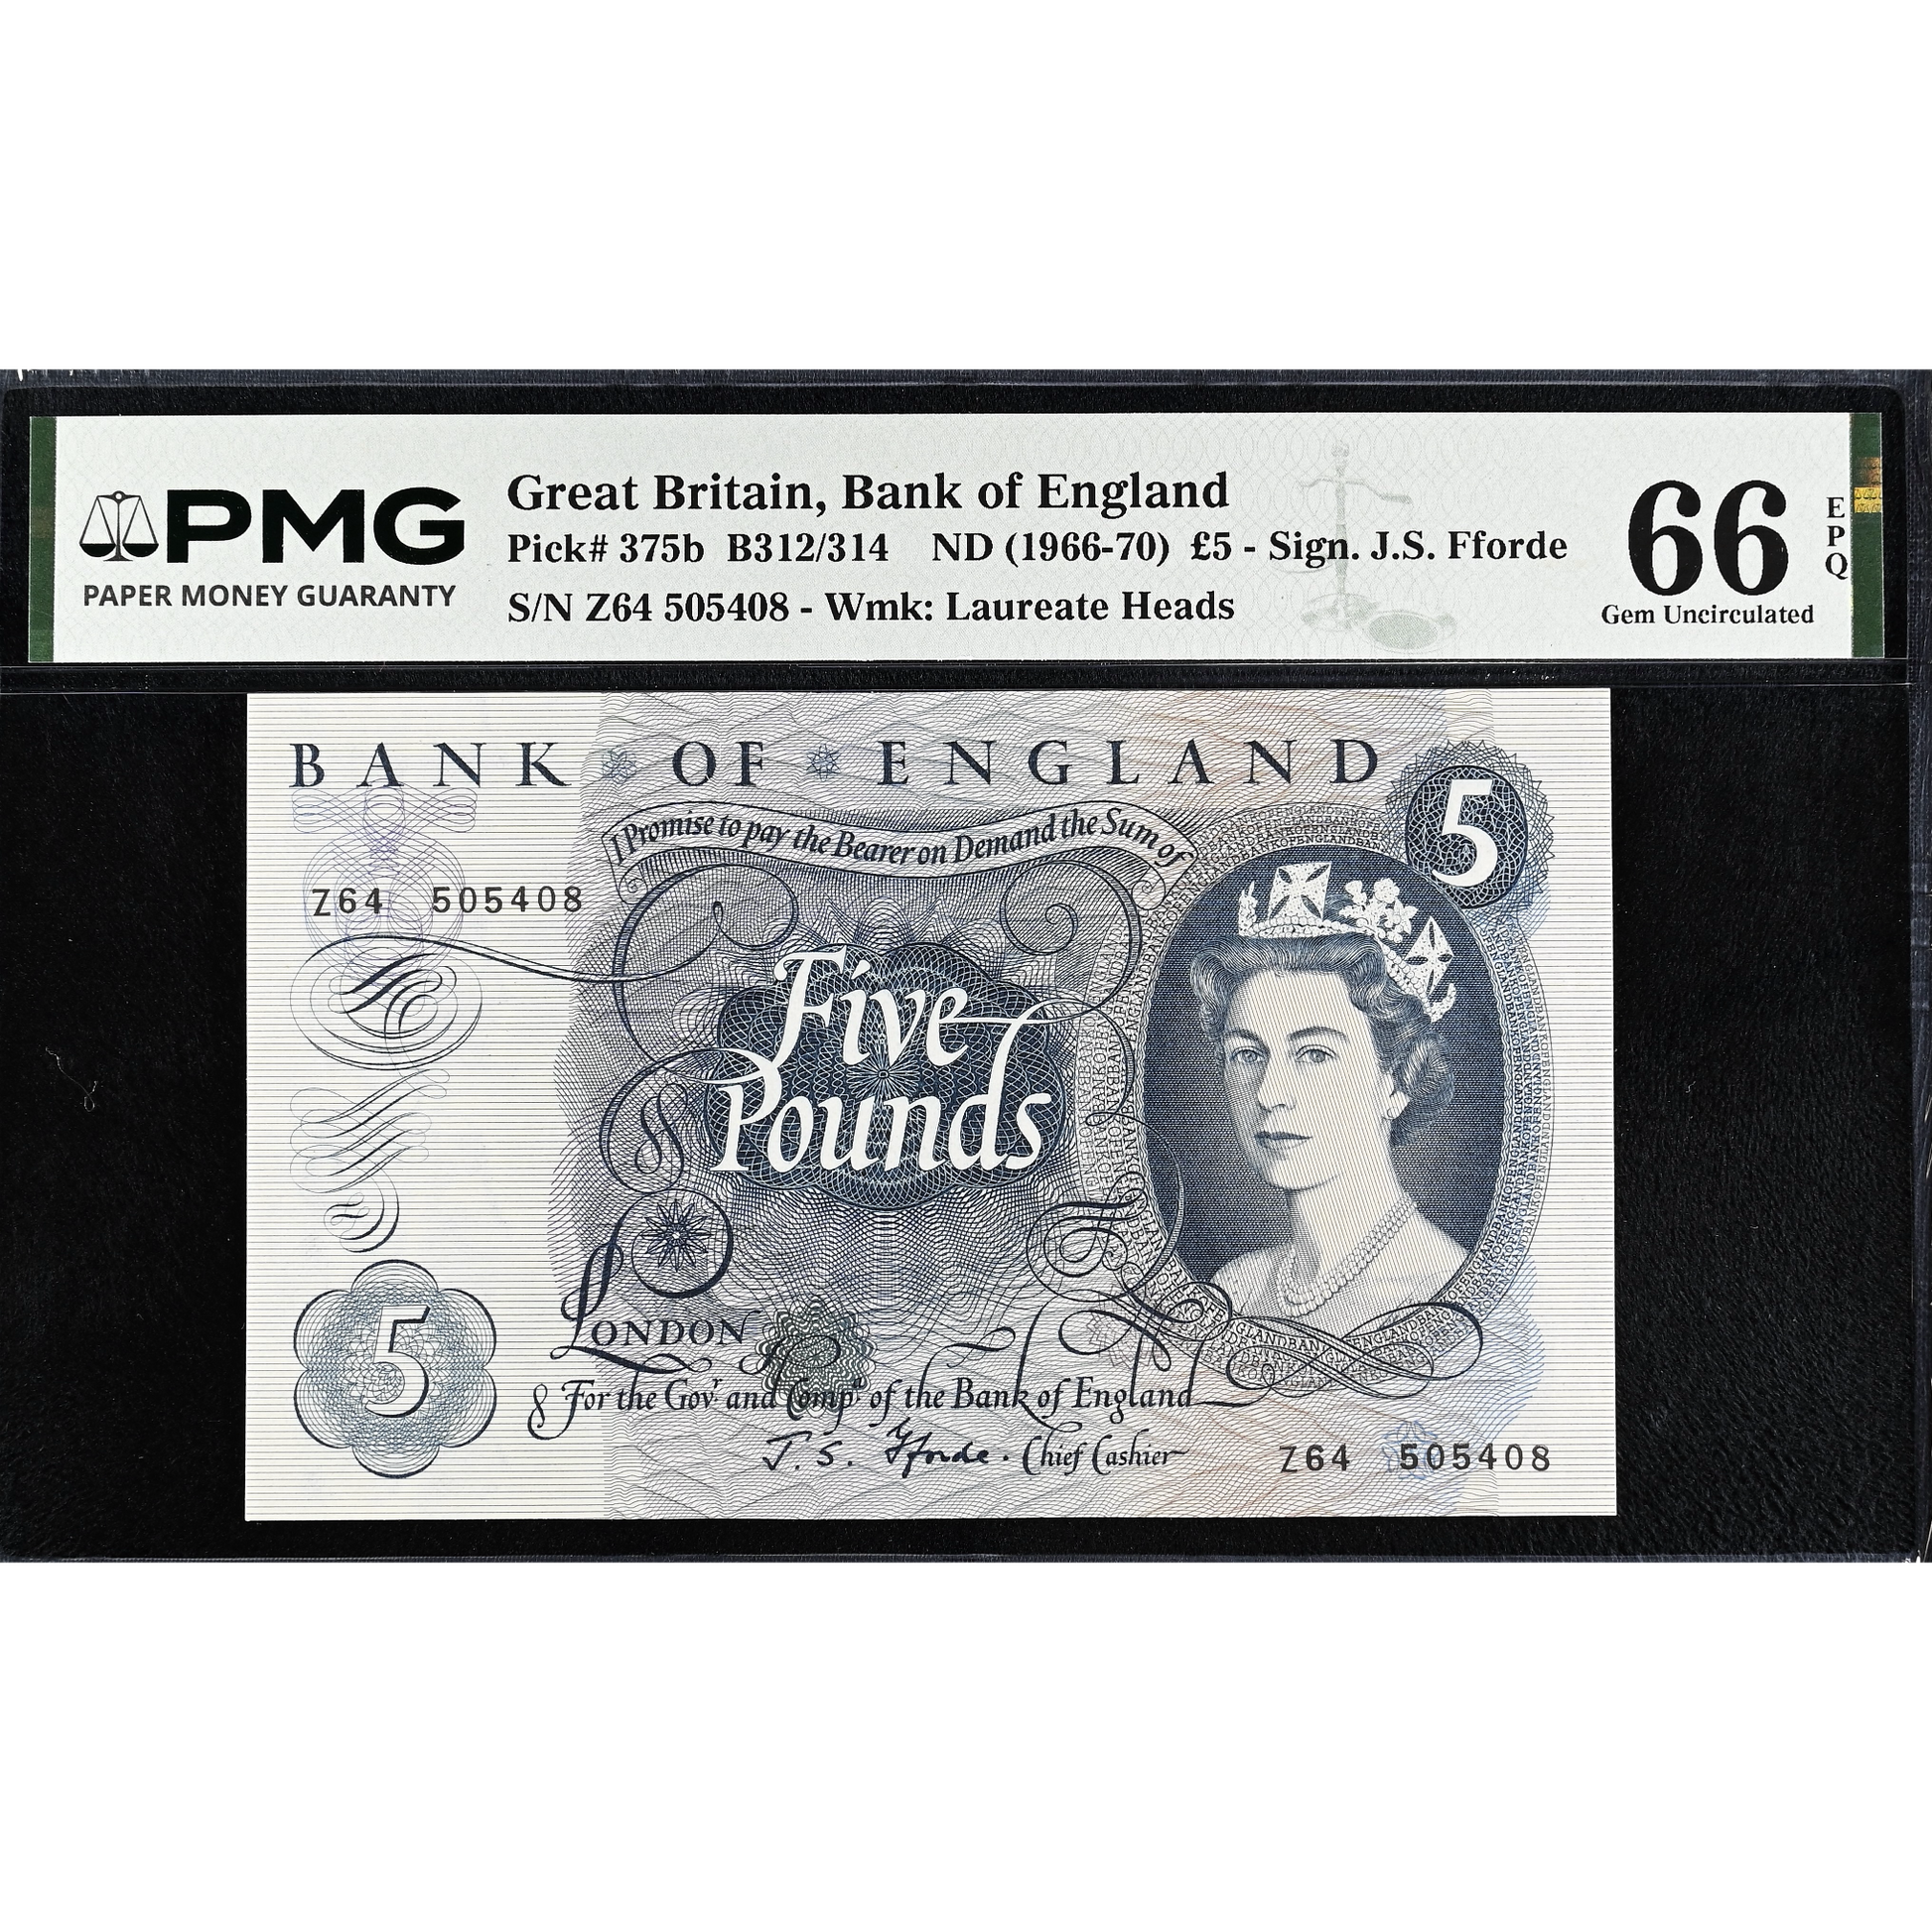 PMG
PAPER MONEY GUARANTY
Great Britain, Bank of England
Pick# 375b B312/314 ND (1966-70) £5 - Sign. J.S. Fforde
S/N Z64 505408 - Wmk: Laureate Heads
66
EPQ
Gem Uncirculated
BANK OF ENGLAND
5
I Promise to pay the Bearer on Demand the Sum of
Z64 505408
Five
Pounds
LONDON
5
For the Govr. and Compa. of the Bank of England
J. S. Fforde. Chief Cashier
Z64 505408